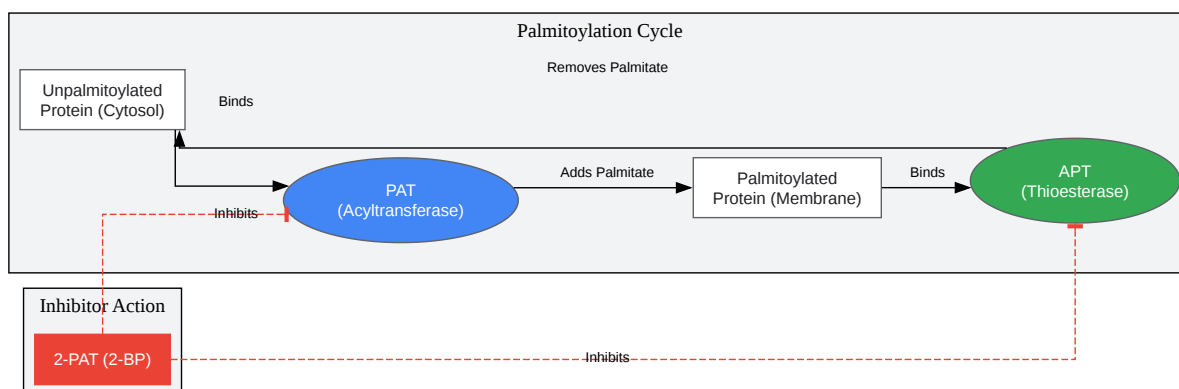 Palmitoylation Cycle
Removes Palmitate
Unpalmitoylated
Protein (Cytosol)
Binds
PAT
(Acyltransferase)
Adds Palmitate
Palmitoylated
Protein (Membrane)
Binds
APT
(Thioesterase)
Inhibits
Inhibitor Action
2-PAT (2-BP)
Inhibits